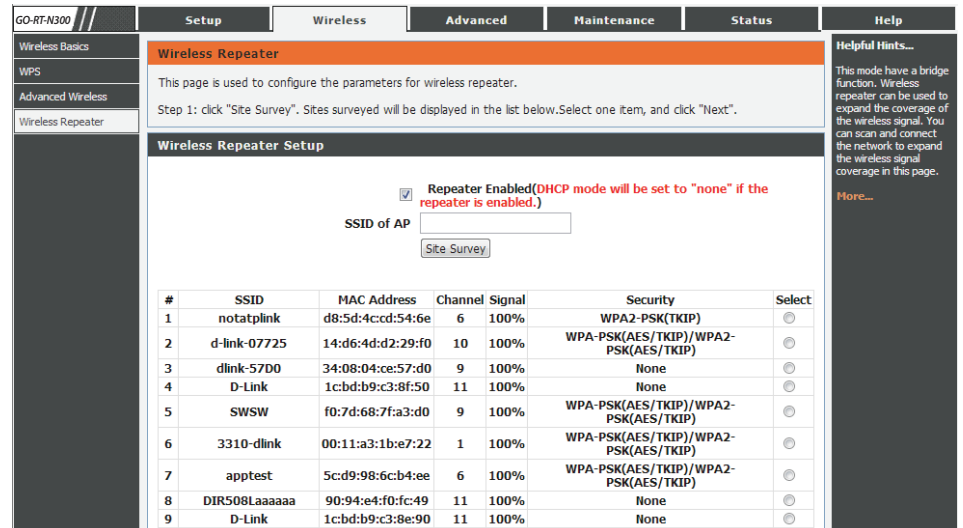 GO-RT-N300
Setup Wireless Advanced Maintenance Status Help
Wireless Basics
WPS
Advanced Wireless
Wireless Repeater
Wireless Repeater
This page is used to configure the parameters for wireless repeater.
Step 1: click "Site Survey". Sites surveyed will be displayed in the list below.Select one item, and click "Next".
Wireless Repeater Setup
Repeater Enabled(DHCP mode will be set to "none" if the
repeater is enabled.)
SSID of AP
Site Survey
# SSID MAC Address Channel Signal Security Select
1 notatplink d8:5d:4c:cd:54:6e 6 100% WPA2-PSK(TKIP)
2 d-link-07725 14:d6:4d:d2:29:f0 10 100% WPA-PSK(AES/TKIP)/WPA2-
PSK(AES/TKIP)
3 dlink-57D0 34:08:04:ce:57:d0 9 100% None
4 D-Link 1c:bd:b9:c3:8f:50 11 100% None
5 SWSW f0:7d:68:7f:a3:d0 9 100% WPA-PSK(AES/TKIP)/WPA2-
PSK(AES/TKIP)
6 3310-dlink 00:11:a3:1b:e7:22 1 100% WPA-PSK(AES/TKIP)/WPA2-
PSK(AES/TKIP)
7 apptest 5c:d9:98:6c:b4:ee 6 100% WPA-PSK(AES/TKIP)/WPA2-
PSK(AES/TKIP)
8 DIR508Laaaaaa 90:94:e4:f0:fc:49 11 100% None
9 D-Link 1c:bd:b9:c3:8e:90 11 100% None
Helpful Hints...
This mode have a bridge
function. Wireless
repeater can be used to
expand the coverage of
the wireless signal. You
can scan and connect
the network to expand
the wireless signal
coverage in this page.
More...